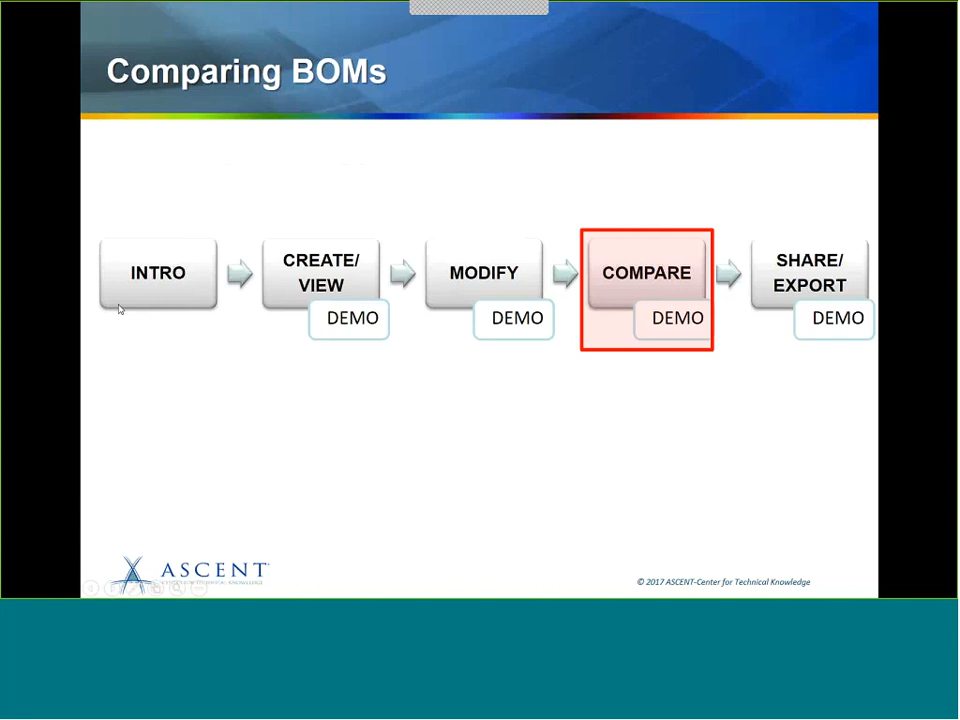 Comparing BOMs
INTRO
CREATE/
VIEW
DEMO
MODIFY
DEMO
COMPARE
DEMO
SHARE/
EXPORT
DEMO
ASCENT
© 2017 ASCENT-Center for Technical Knowledge